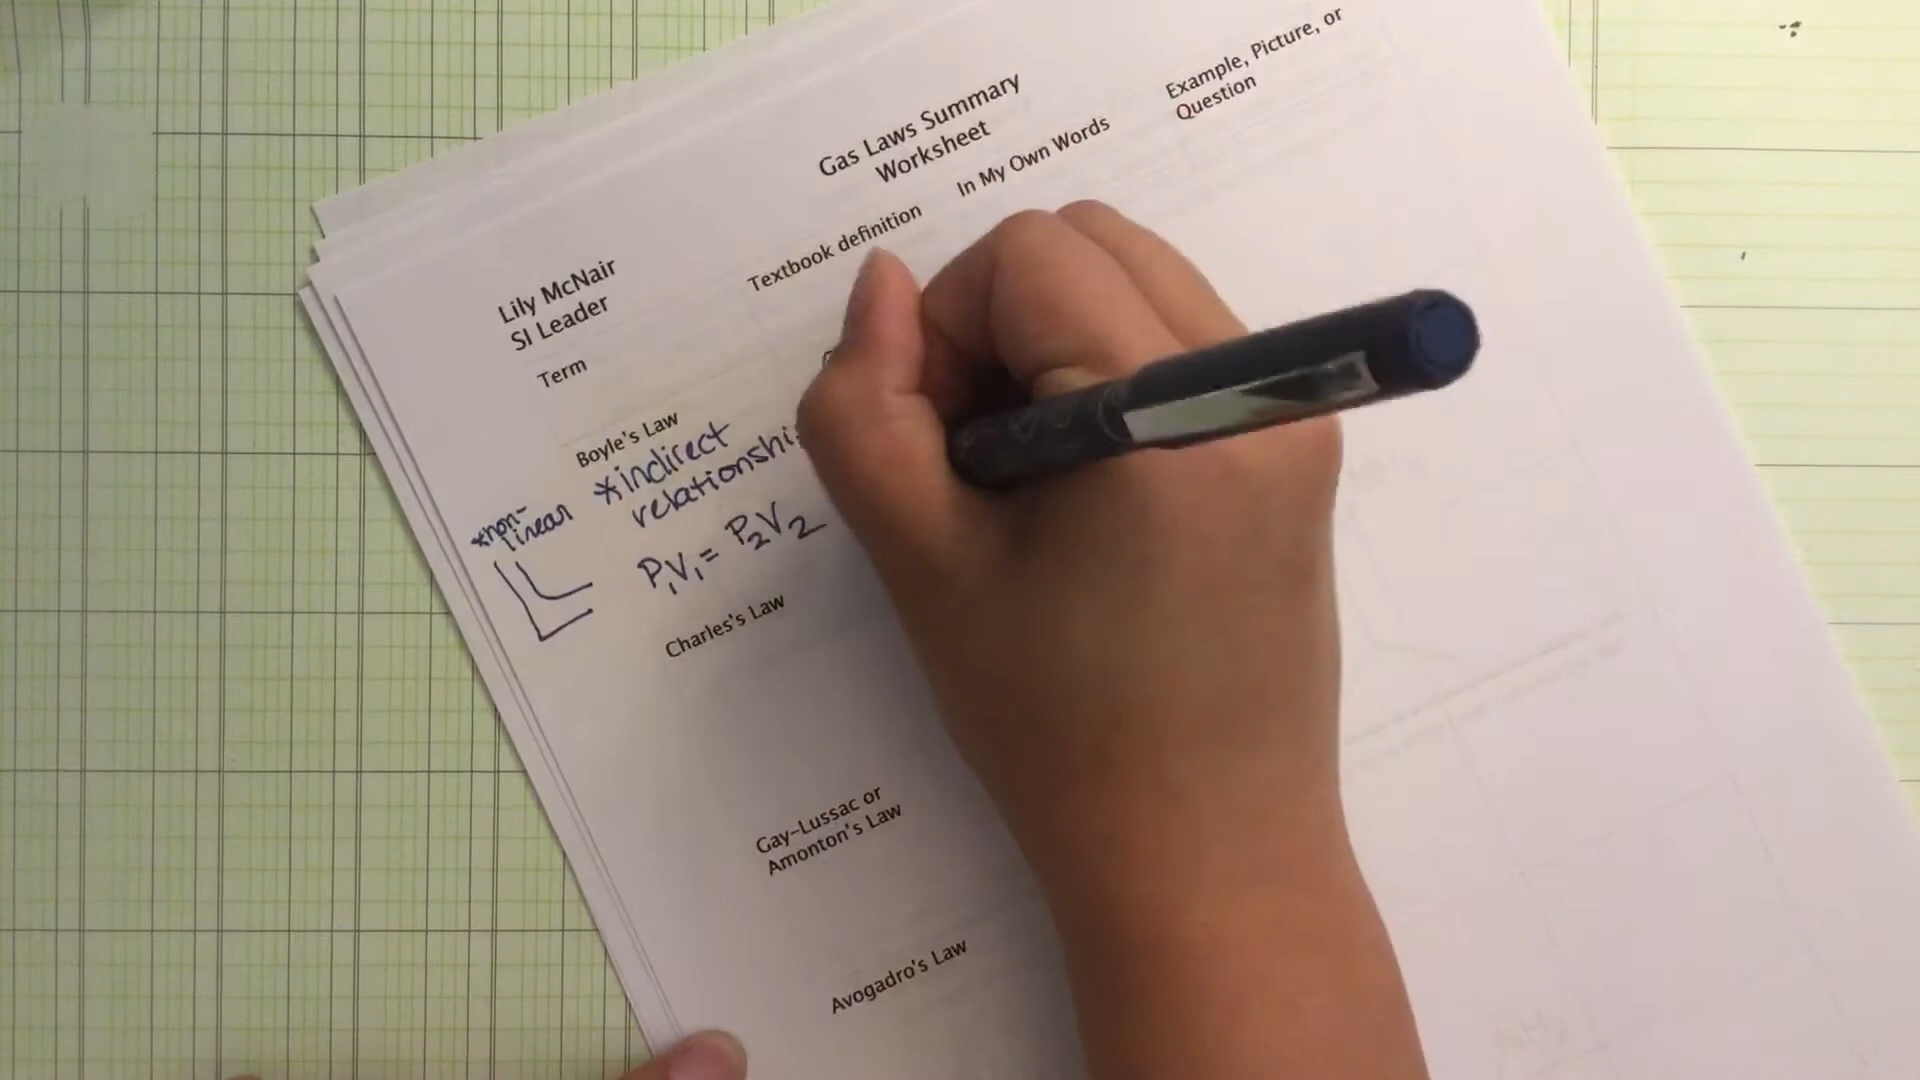 Gas Laws Summary
Worksheet
Lily McNair
SI Leader
Term
Textbook definition
In My Own Words
Example, Picture, or
Question
Boyle's Law
*indirect
*non-
linear
P₁V₁ = P₂V₂
Charles's Law
Gay-Lussac or
Amonton's Law
Avogadro's Law